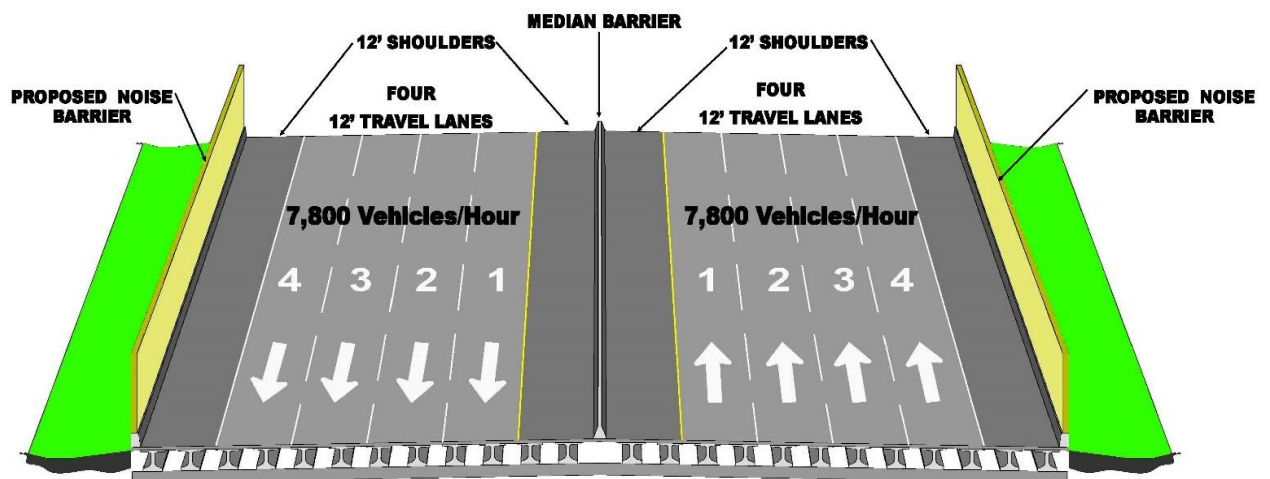 MEDIAN BARRIER
12' SHOULDERS
12' SHOULDERS
PROPOSED NOISE
BARRIER
FOUR
12' TRAVEL LANES
FOUR
12' TRAVEL LANES
PROPOSED NOISE
BARRIER
7,800 Vehicles/Hour
7,800 Vehicles/Hour
4 3 2 1
1 2 3 4